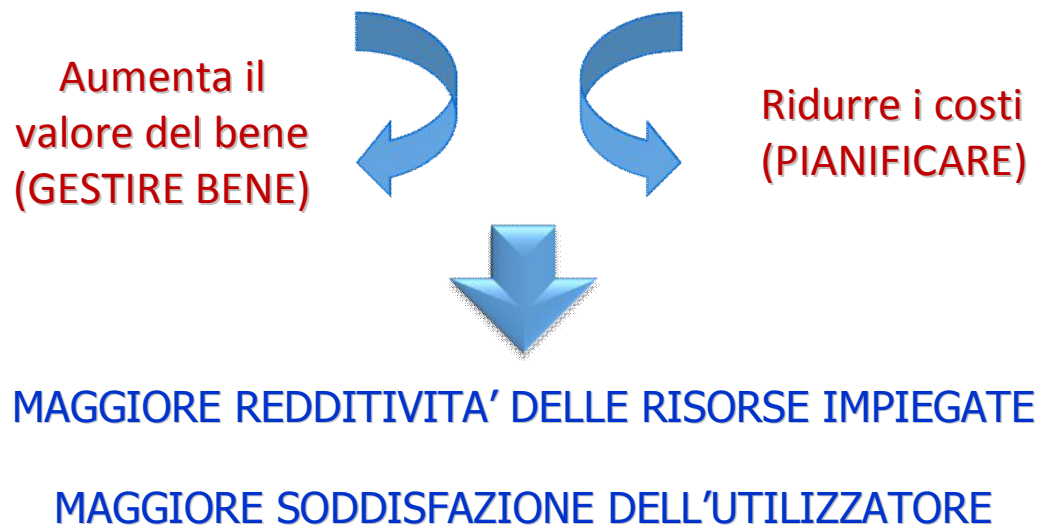 Aumenta il
valore del bene
(GESTIRE BENE)
Ridurre i costi
(PIANIFICARE)
MAGGIORE REDDITIVITA’ DELLE RISORSE IMPIEGATE
MAGGIORE SODDISFAZIONE DELL’UTILIZZATORE